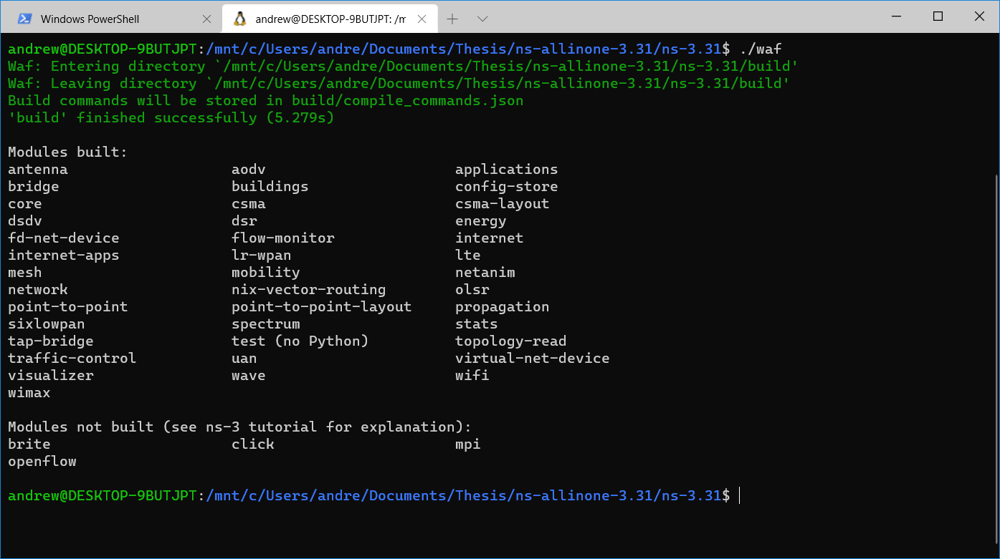 Windows PowerShell
andrew@DESKTOP-9BUTJPT: /m
andrew@DESKTOP-9BUTJPT:/mnt/c/Users/andre/Documents/Thesis/ns-allinone-3.31/ns-3.31$ ./waf
Waf: Entering directory `/mnt/c/Users/andre/Documents/Thesis/ns-allinone-3.31/ns-3.31/build'
Waf: Leaving directory `/mnt/c/Users/andre/Documents/Thesis/ns-allinone-3.31/ns-3.31/build'
Build commands will be stored in build/compile_commands.json
'build' finished successfully (5.279s)
Modules built:
antenna aodv applications
bridge buildings config-store
core csma csma-layout
dsdv dsr energy
fd-net-device flow-monitor internet
internet-apps lr-wpan lte
mesh mobility netanim
network nix-vector-routing olsr
point-to-point point-to-point-layout propagation
sixlowpan spectrum stats
tap-bridge test (no Python) topology-read
traffic-control uan virtual-net-device
visualizer wave wifi
wimax
Modules not built (see ns-3 tutorial for explanation):
brite click mpi
openflow
andrew@DESKTOP-9BUTJPT:/mnt/c/Users/andre/Documents/Thesis/ns-allinone-3.31/ns-3.31$